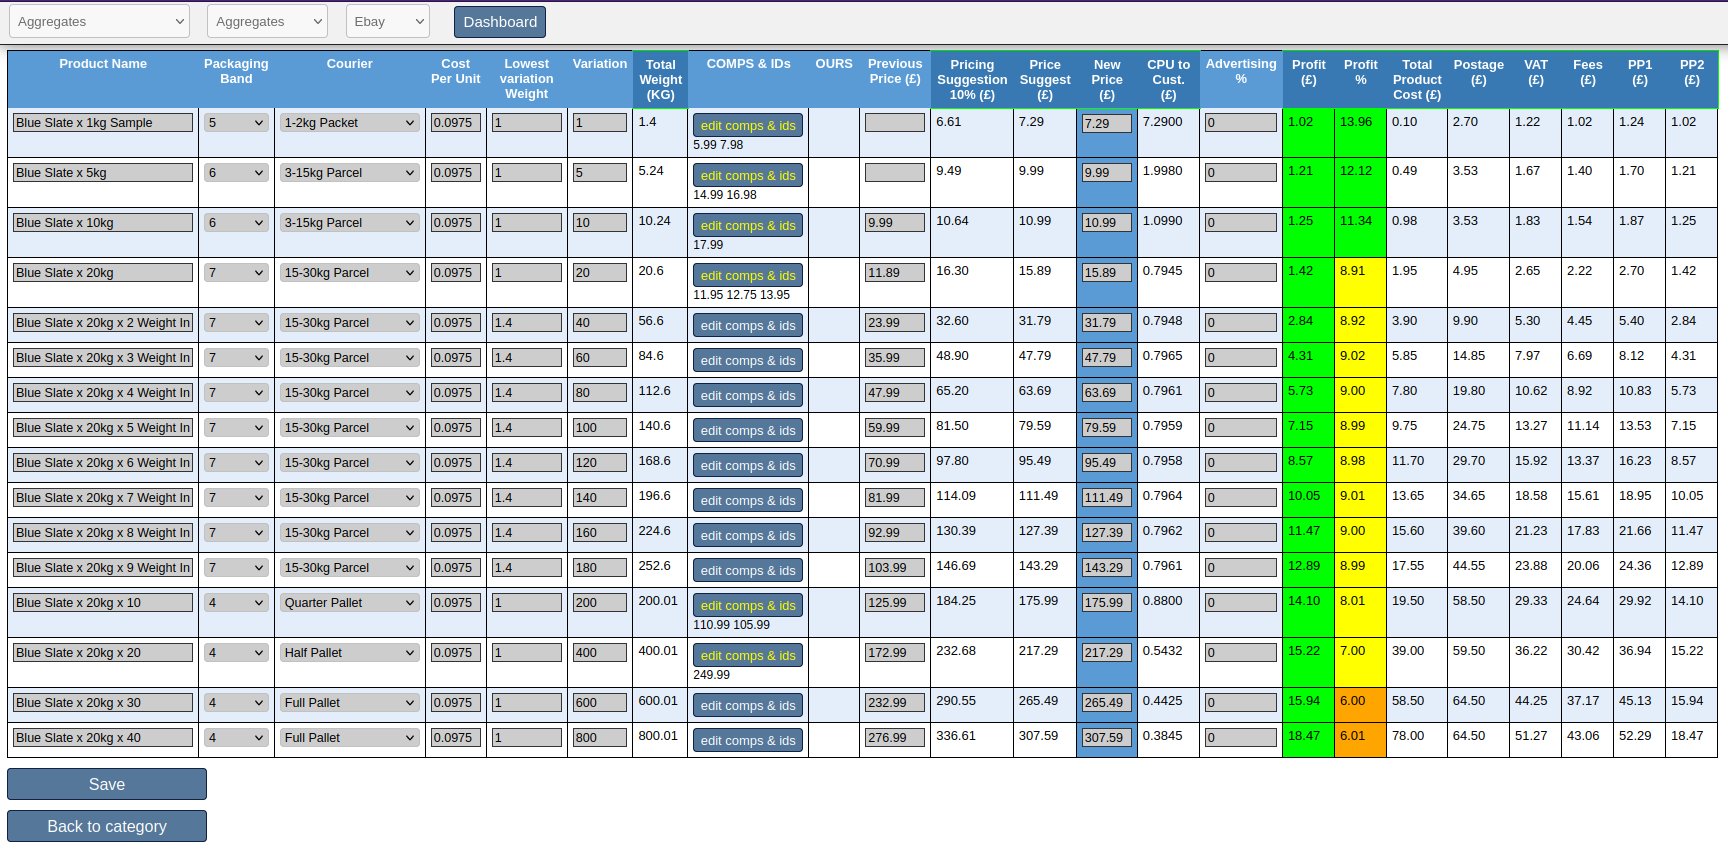 Aggregates Aggregates Ebay Dashboard
Product Name Packaging Band Courier Cost Per Unit Lowest variation Weight Variation Total Weight (KG) COMPS & IDs OURS Previous Price (£) Pricing Suggestion 10% (£) Price Suggest (£) New Price (£) CPU to Cust. (£) Advertising % Profit (£) Profit % Total Product Cost (£) Postage (£) VAT (£) Fees (£) PP1 (£) PP2 (£)
Blue Slate x 1kg Sample 5 1-2kg Packet 0.0975 1 1 1.4 edit comps & ids 6.61 7.29 7.29 7.2900 0 1.02 13.96 0.10 2.70 1.22 1.02 1.24 1.02
5.99 7.98
Blue Slate x 5kg 6 3-15kg Parcel 0.0975 1 5 5.24 edit comps & ids 9.49 9.99 9.99 1.9980 0 1.21 12.12 0.49 3.53 1.67 1.40 1.70 1.21
14.99 16.98
Blue Slate x 10kg 6 3-15kg Parcel 0.0975 1 10 10.24 edit comps & ids 9.99 10.64 10.99 10.99 1.0990 0 1.25 11.34 0.98 3.53 1.83 1.54 1.87 1.25
17.99
Blue Slate x 20kg 7 15-30kg Parcel 0.0975 1 20 20.6 edit comps & ids 11.89 16.30 15.89 15.89 0.7945 0 1.42 8.91 1.95 4.95 2.65 2.22 2.70 1.42
11.95 12.75 13.95
Blue Slate x 20kg x 2 Weight In 7 15-30kg Parcel 0.0975 1.4 40 56.6 edit comps & ids 23.99 32.60 31.79 31.79 0.7948 0 2.84 8.92 3.90 9.90 5.30 4.45 5.40 2.84
Blue Slate x 20kg x 3 Weight In 7 15-30kg Parcel 0.0975 1.4 60 84.6 edit comps & ids 35.99 48.90 47.79 47.79 0.7965 0 4.31 9.02 5.85 14.85 7.97 6.69 8.12 4.31
Blue Slate x 20kg x 4 Weight In 7 15-30kg Parcel 0.0975 1.4 80 112.6 edit comps & ids 47.99 65.20 63.69 63.69 0.7961 0 5.73 9.00 7.80 19.80 10.62 8.92 10.83 5.73
Blue Slate x 20kg x 5 Weight In 7 15-30kg Parcel 0.0975 1.4 100 140.6 edit comps & ids 59.99 81.50 79.59 79.59 0.7959 0 7.15 8.99 9.75 24.75 13.27 11.14 13.53 7.15
Blue Slate x 20kg x 6 Weight In 7 15-30kg Parcel 0.0975 1.4 120 168.6 edit comps & ids 70.99 97.80 95.49 95.49 0.7958 0 8.57 8.98 11.70 29.70 15.92 13.37 16.23 8.57
Blue Slate x 20kg x 7 Weight In 7 15-30kg Parcel 0.0975 1.4 140 196.6 edit comps & ids 81.99 114.09 111.49 111.49 0.7964 0 10.05 9.01 13.65 34.65 18.58 15.61 18.95 10.05
Blue Slate x 20kg x 8 Weight In 7 15-30kg Parcel 0.0975 1.4 160 224.6 edit comps & ids 92.99 130.39 127.39 127.39 0.7962 0 11.47 9.00 15.60 39.60 21.23 17.83 21.66 11.47
Blue Slate x 20kg x 9 Weight In 7 15-30kg Parcel 0.0975 1.4 180 252.6 edit comps & ids 103.99 146.69 143.29 143.29 0.7961 0 12.89 8.99 17.55 44.55 23.88 20.06 24.36 12.89
Blue Slate x 20kg x 10 4 Quarter Pallet 0.0975 1 200 200.01 edit comps & ids 125.99 184.25 175.99 175.99 0.8800 0 14.10 8.01 19.50 58.50 29.33 24.64 29.92 14.10
110.99 105.99
Blue Slate x 20kg x 20 4 Half Pallet 0.0975 1 400 400.01 edit comps & ids 172.99 232.68 217.29 217.29 0.5432 0 15.22 7.00 39.00 59.50 36.22 30.42 36.94 15.22
249.99
Blue Slate x 20kg x 30 4 Full Pallet 0.0975 1 600 600.01 edit comps & ids 232.99 290.55 265.49 265.49 0.4425 0 15.94 6.00 58.50 64.50 44.25 37.17 45.13 15.94
Blue Slate x 20kg x 40 4 Full Pallet 0.0975 1 800 800.01 edit comps & ids 276.99 336.61 307.59 307.59 0.3845 0 18.47 6.01 78.00 64.50 51.27 43.06 52.29 18.47
Save
Back to category